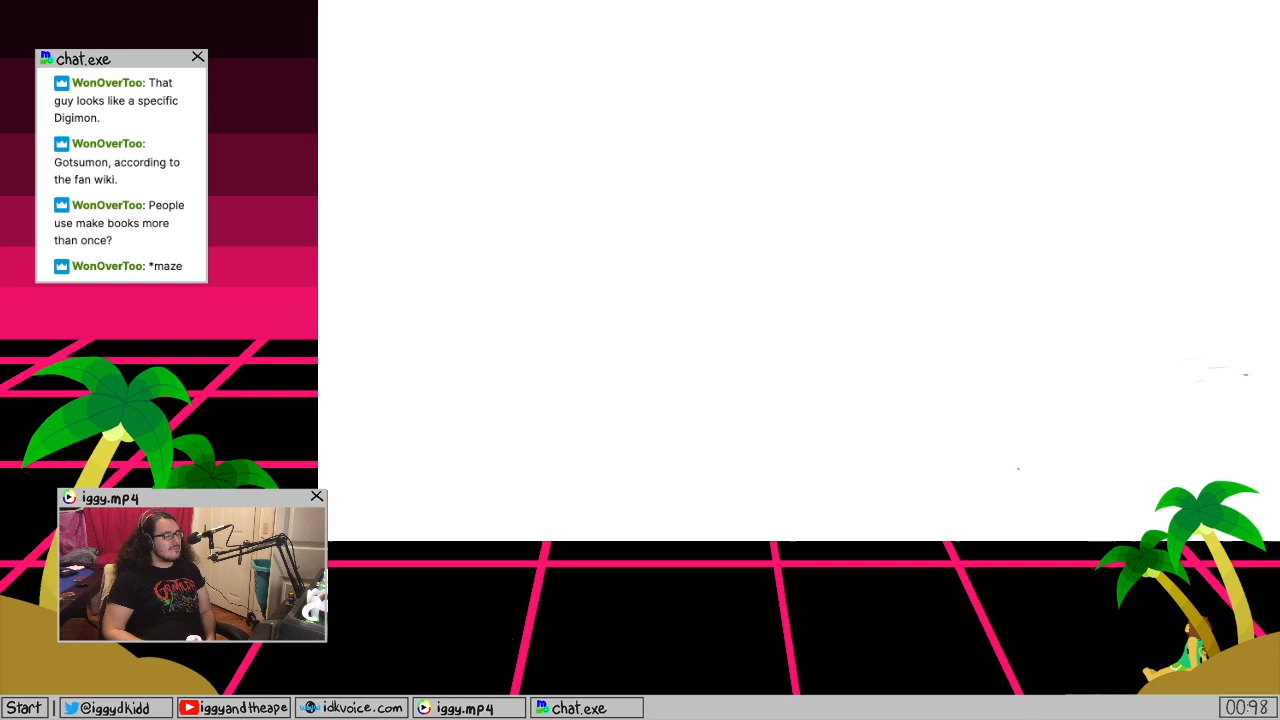 chat.exe
WonOverToo: That
guy looks like a specific
Digimon.
WonOverToo:
Gotsumon, according to
the fan wiki.
WonOverToo: People
use make books more
than once?
WonOverToo: *maze
iggy.mp4
Start | @iggydkidd iggyandtheape idkvoice.com iggy.mp4 chat.exe 00:98